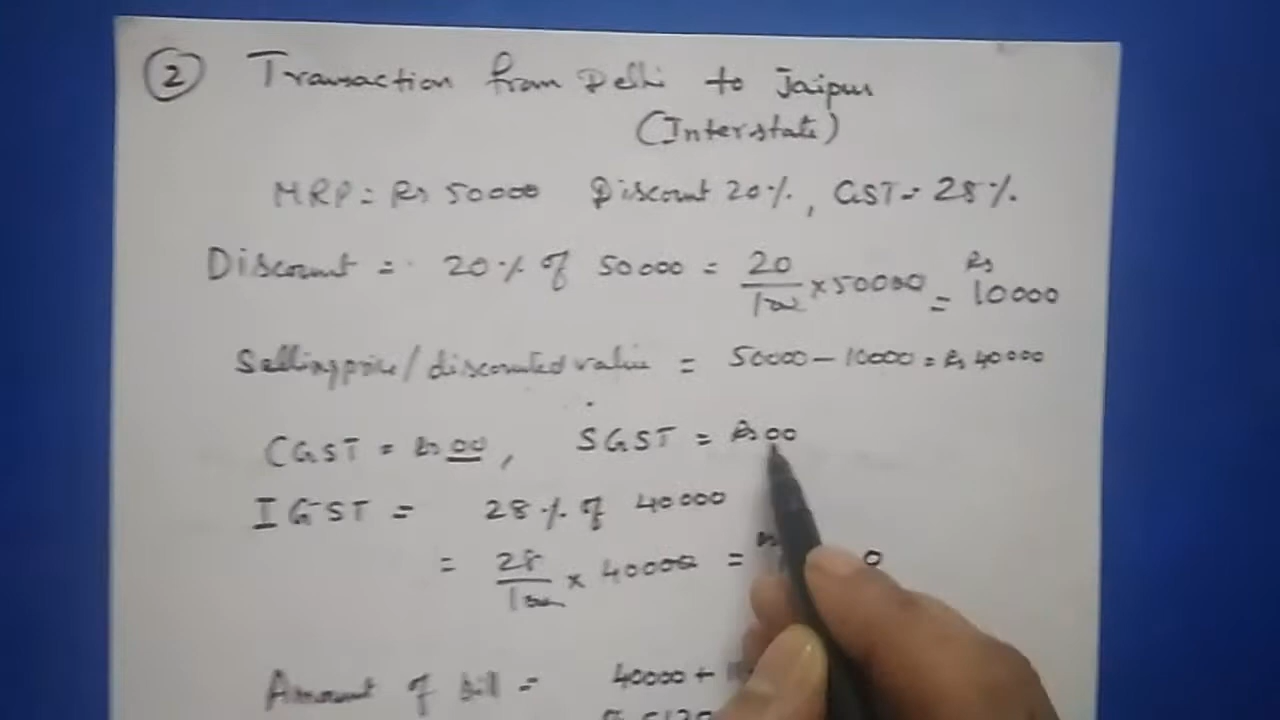 ② Transaction from Delhi to Jaipur
(Interstate)
MRP = Rs 50000 Discount 20%, GST = 28%
Discount = 20% of 50000 = 20/100 × 50000 = Rs 10000
Selling price / discounted value = 50000 - 10000 = Rs 40000
CGST = Rs 00, SGST = Rs 00
IGST = 28% of 40000
= 28/100 × 40000 =
Amount of bill = 40000 +